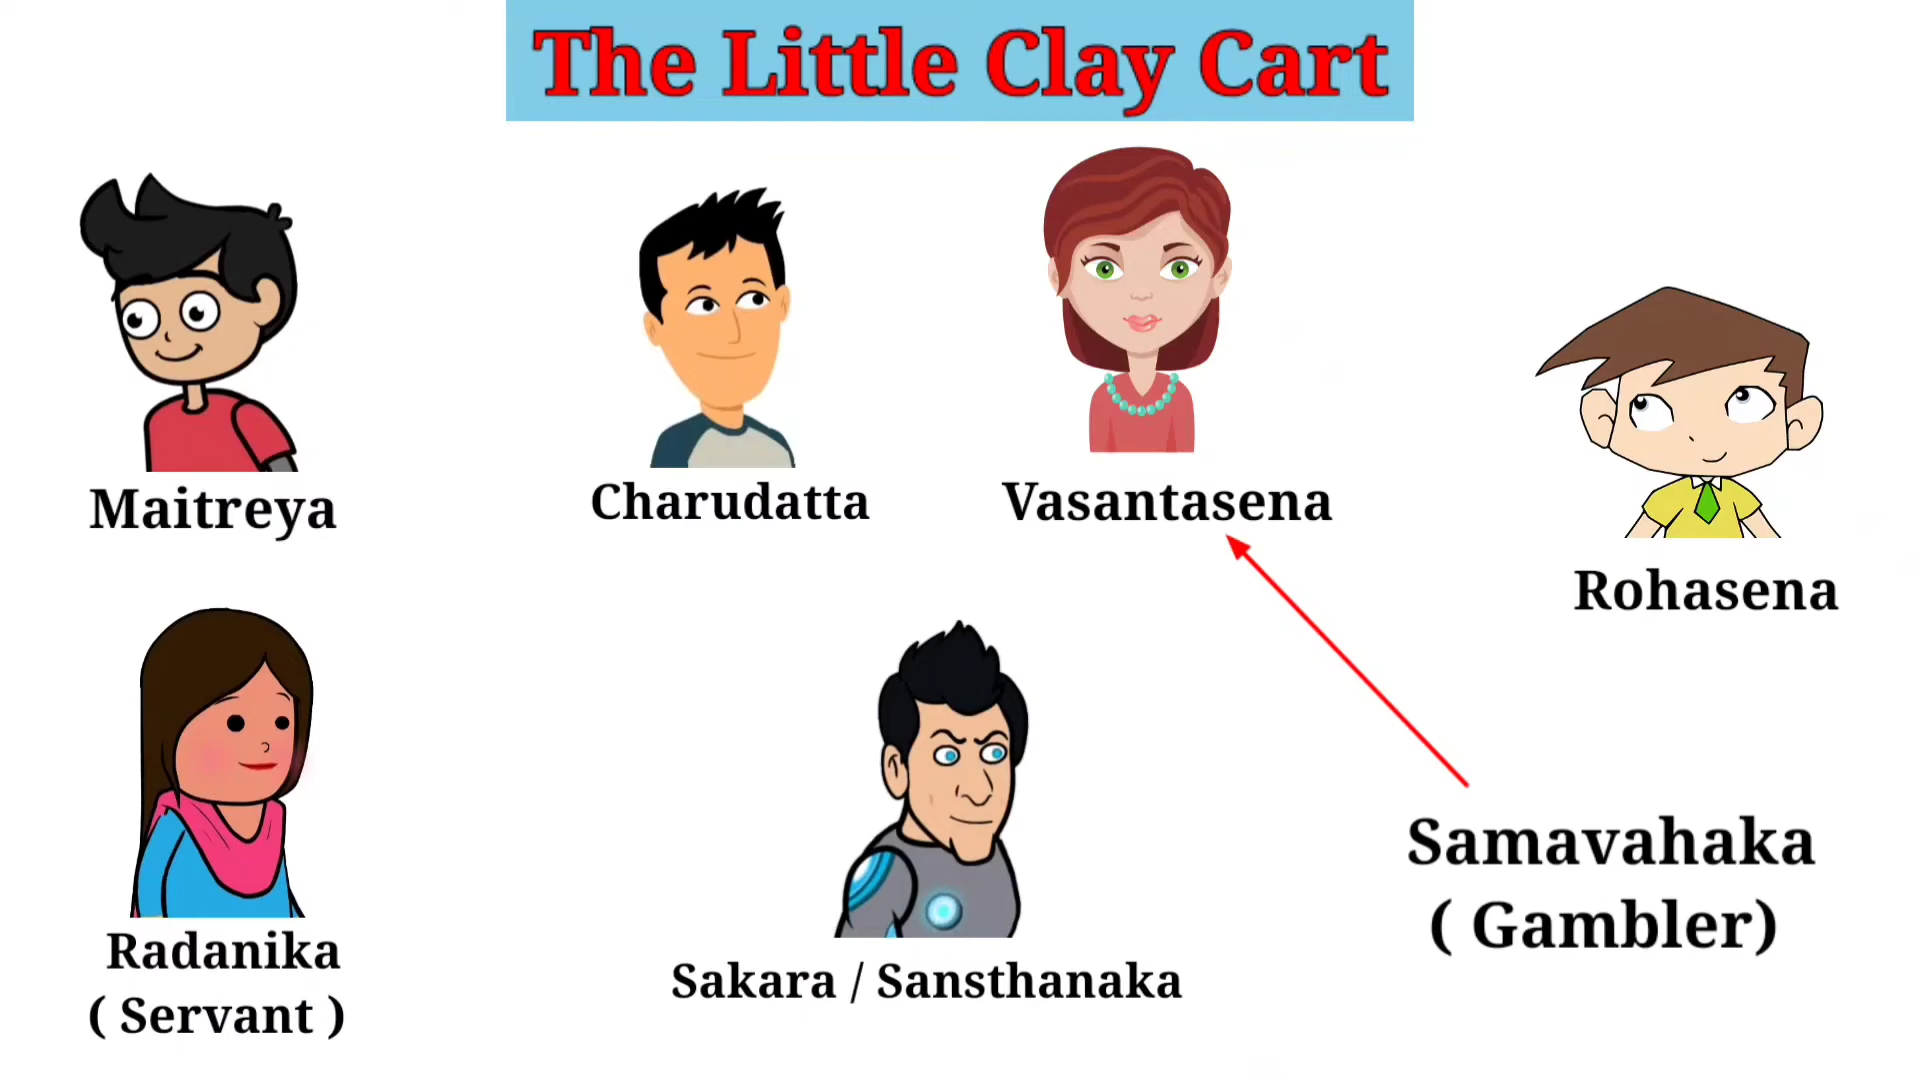 The Little Clay Cart
Maitreya
Charudatta
Vasantasena
Rohasena
Radanika
( Servant )
Sakara / Sansthanaka
Samavahaka
( Gambler)